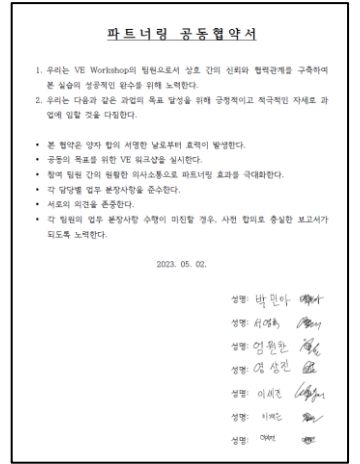 파트너링 공동협약서
1. 우리는 VE Workshop의 팀원으로서 상호 간의 신뢰와 협력관계를 구축하여
본 실습의 성공적인 완수를 위해 노력한다.
2. 우리는 다음과 같은 과업의 목표 달성을 위해 긍정적이고 적극적인 자세로 과
업에 임할 것을 다짐한다.
• 본 협약은 양자 합의 서명한 날로부터 효력이 발생한다.
• 공동의 목표를 위한 VE 워크샵을 실시한다.
• 참여 팀원 간의 원활한 의사소통으로 파트너링 효과를 극대화한다.
• 각 담당별 업무 분장사항을 준수한다.
• 서로의 의견을 존중한다.
• 각 팀원의 업무 분장사항 수행이 미진할 경우, 사전 합의로 충실한 보고서가
되도록 노력한다.
2023. 05. 02.
성명: 박민아
성명:
성명: 엄원찬
성명:
성명: 이세진
성명:
성명: